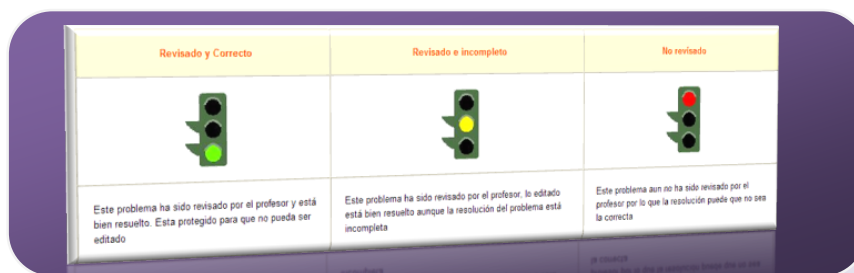 Revisado y Correcto
Revisado e incompleto
No revisado
Este problema ha sido revisado por el profesor y está
bien resuelto. Esta protegido para que no pueda ser
editado
Este problema ha sido revisado por el profesor, lo editado
está bien resuelto aunque la resolución del problema está
incompleta
Este problema aun no ha sido revisado por el
profesor por lo que la resolución puede que no sea
la correcta